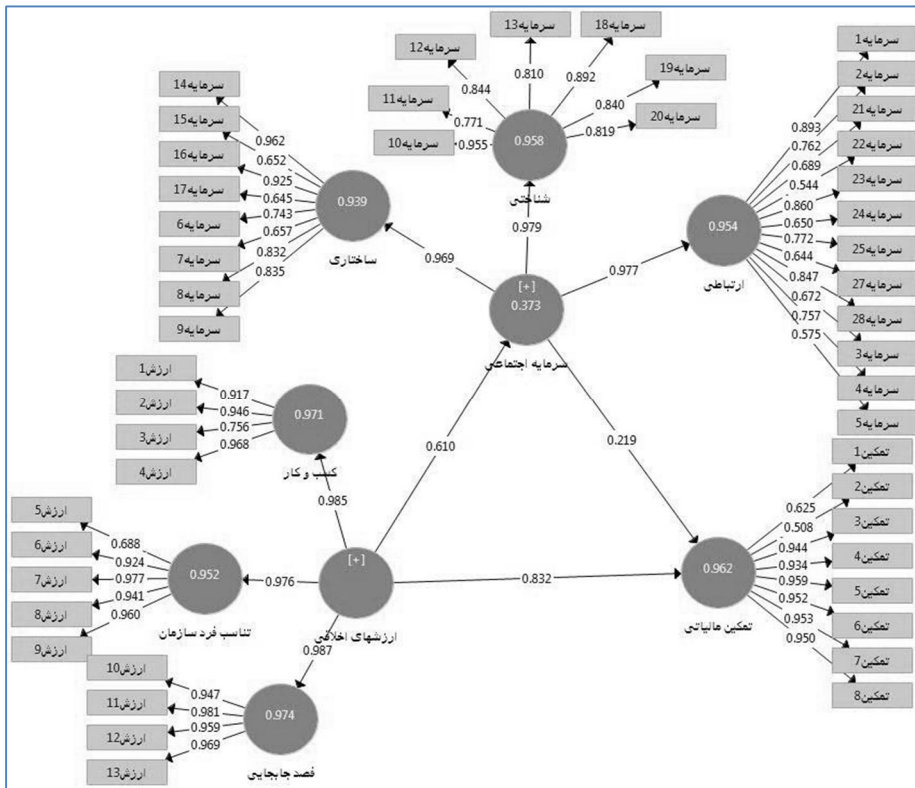 سرمایه13
سرمایه18
سرمایه12
سرمایه19
سرمایه11
سرمایه20
سرمایه10
0.810
0.892
0.844
0.840
0.771
0.819
0.955
0.958
شناختی
0.979
سرمایه14
سرمایه15
سرمایه16
سرمایه17
سرمایه6
سرمایه7
سرمایه8
سرمایه9
0.962
0.652
0.925
0.645
0.743
0.657
0.832
0.835
0.939
ساختاری
0.969
سرمایه1
سرمایه2
سرمایه21
سرمایه22
سرمایه23
سرمایه24
سرمایه25
سرمایه27
سرمایه28
سرمایه3
سرمایه4
سرمایه5
0.893
0.762
0.689
0.544
0.860
0.650
0.772
0.644
0.847
0.672
0.757
0.575
0.954
ارتباطی
0.977
[+]
0.373
سرمایه اجتماعی
0.610
0.219
ارزش1
ارزش2
ارزش3
ارزش4
0.917
0.946
0.756
0.968
0.971
کسب و کار
0.985
ارزش5
ارزش6
ارزش7
ارزش8
ارزش9
0.688
0.924
0.977
0.941
0.960
0.952
تناسب فرد سازمان
0.976
[+]
ارزشهای اخلاقی
0.832
0.987
ارزش10
ارزش11
ارزش12
ارزش13
0.947
0.981
0.959
0.969
0.974
قصد جابجایی
تمکین1
تمکین2
تمکین3
تمکین4
تمکین5
تمکین6
تمکین7
تمکین8
0.625
0.508
0.944
0.934
0.959
0.952
0.953
0.950
0.962
تمکین مالیاتی